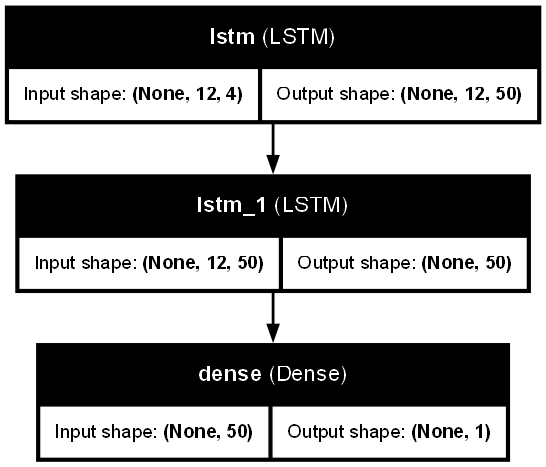 lstm (LSTM)
Input shape: (None, 12, 4) Output shape: (None, 12, 50)
lstm_1 (LSTM)
Input shape: (None, 12, 50) Output shape: (None, 50)
dense (Dense)
Input shape: (None, 50) Output shape: (None, 1)